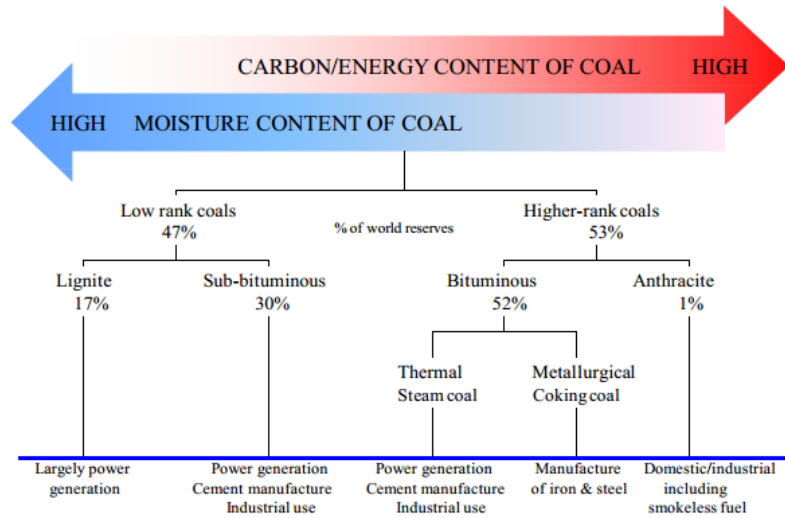 CARBON/ENERGY CONTENT OF COAL HIGH
HIGH MOISTURE CONTENT OF COAL
Low rank coals
47%
% of world reserves
Higher-rank coals
53%
Lignite
17%
Sub-bituminous
30%
Bituminous
52%
Anthracite
1%
Thermal
Steam coal
Metallurgical
Coking coal
Largely power
generation
Power generation
Cement manufacture
Industrial use
Power generation
Cement manufacture
Industrial use
Manufacture
of iron & steel
Domestic/industrial
including
smokeless fuel